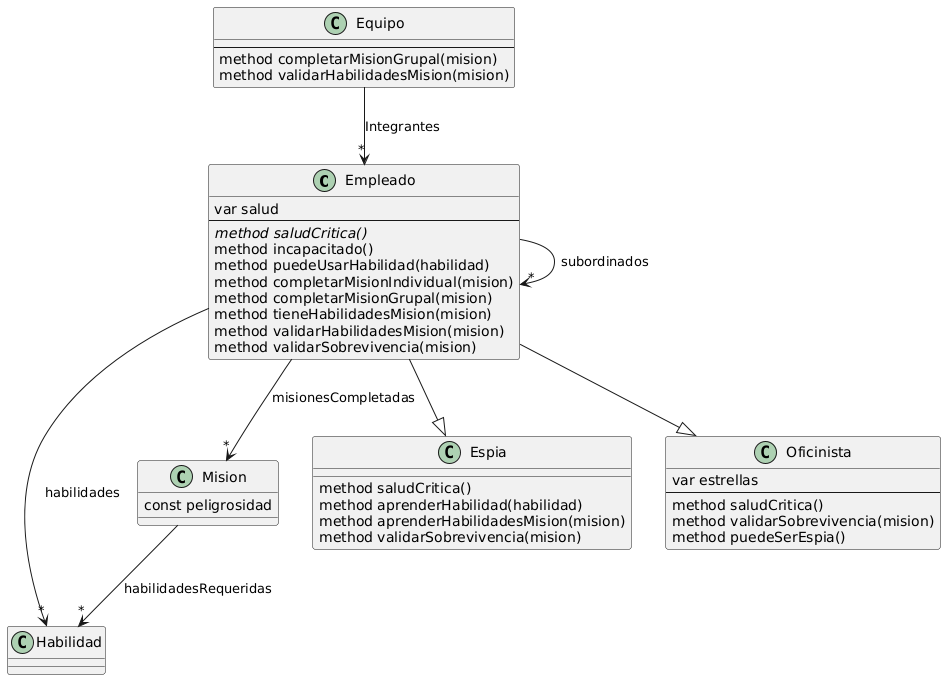 C Equipo
method completarMisionGrupal(mision)
method validarHabilidadesMision(mision)
Integrantes
*
C Empleado
var salud
method saludCritica()
method incapacitado()
method puedeUsarHabilidad(habilidad)
method completarMisionIndividual(mision)
method completarMisionGrupal(mision)
method tieneHabilidadesMision(mision)
method validarHabilidadesMision(mision)
method validarSobrevivencia(mision)
subordinados
*
misionesCompletadas
*
habilidades
*
C Mision
const peligrosidad
C Espia
method saludCritica()
method aprenderHabilidad(habilidad)
method aprenderHabilidadesMision(mision)
method validarSobrevivencia(mision)
C Oficinista
var estrellas
method saludCritica()
method validarSobrevivencia(mision)
method puedeSerEspia()
habilidadesRequeridas
*
C Habilidad